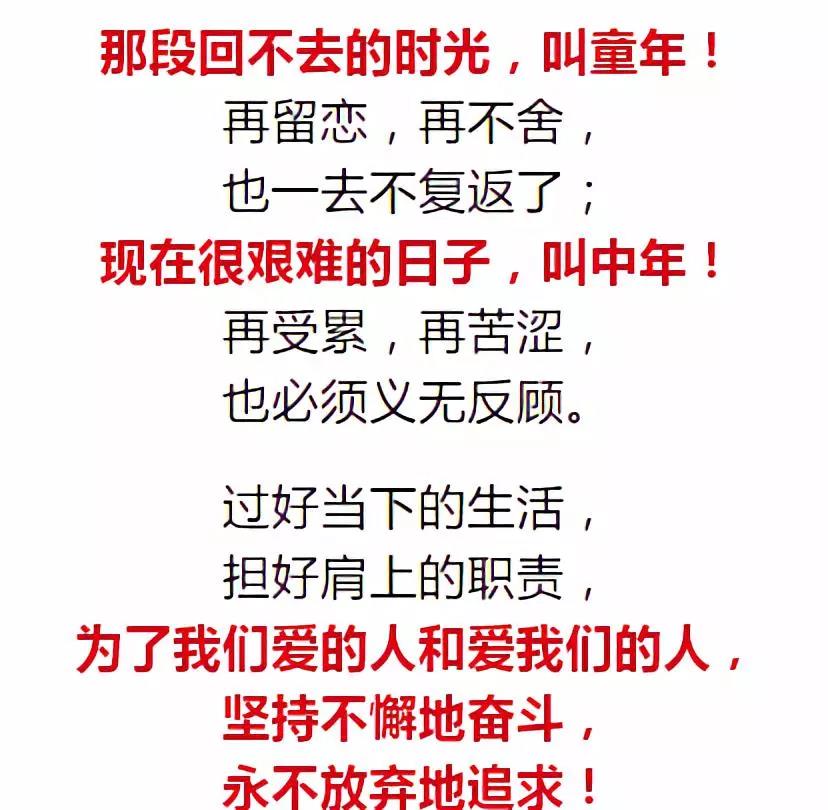 那段回不去的时光，叫童年！
再留恋，再不舍，
也一去不复返了；
现在很艰难的日子，叫中年！
再受累，再苦涩，
也必须义无反顾。
过好当下的生活，
担好肩上的职责，
为了我们爱的人和爱我们的人，
坚持不懈地奋斗，
永不放弃地追求！